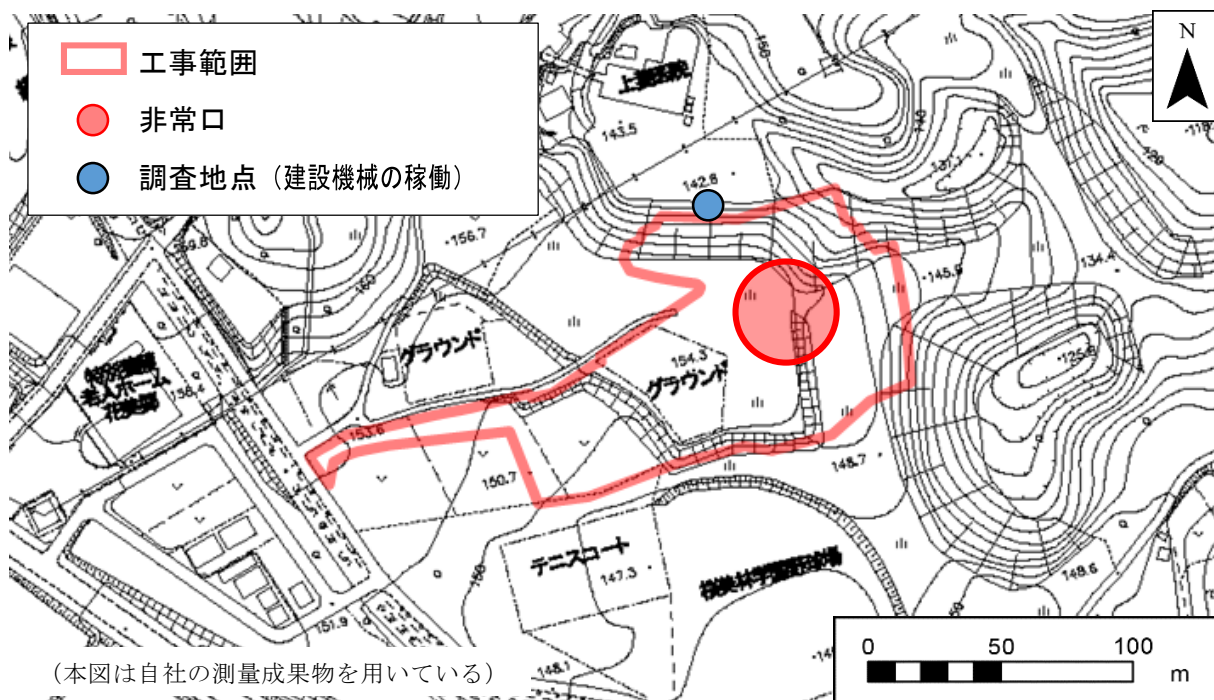 工事範囲
非常口
調査地点（建設機械の稼働）
N
143.5
142.8
156.7
137.1
134.4
145.9
グラウンド
154.3
グラウンド
125.8
老人ホーム
153.6
150.7
148.7
テニスコート
147.3
148.6
151.9
148.1
（本図は自社の測量成果物を用いている）
0 50 100
m